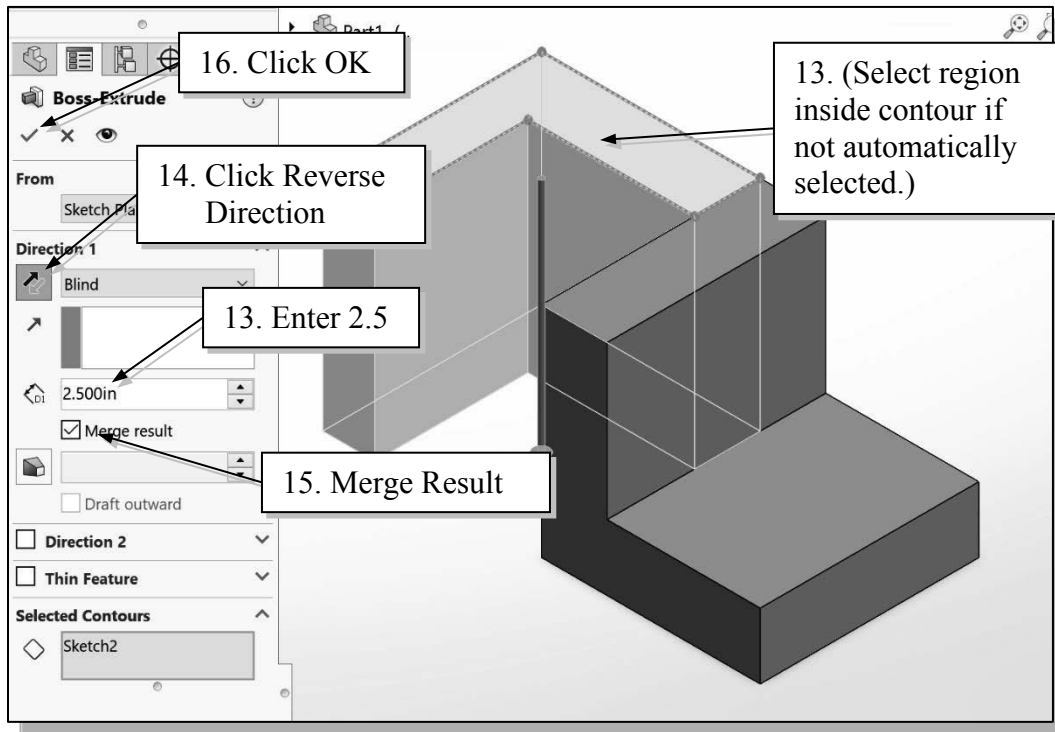 Part1 (..
16. Click OK
Boss-Extrude
13. (Select region
inside contour if
not automatically
selected.)
From
14. Click Reverse
Direction
Sketch Pla
Direction 1
Blind
13. Enter 2.5
D1
2.500in
Merge result
15. Merge Result
Draft outward
Direction 2
Thin Feature
Selected Contours
Sketch2